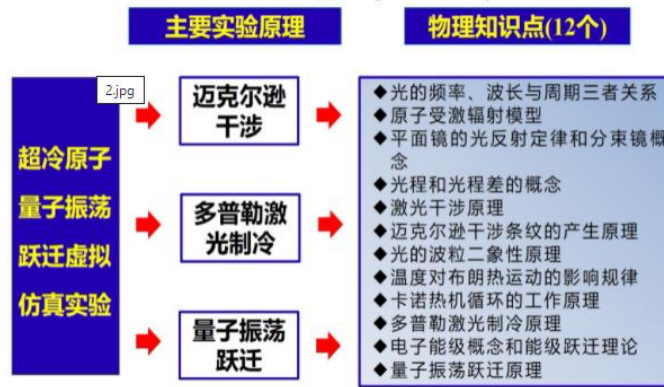 主要实验原理
物理知识点(12个)
2.jpg
超冷原子
量子振荡
跃迁虚拟
仿真实验
迈克尔逊
干涉
多普勒激
光制冷
量子振荡
跃迁
◆光的频率、波长与周期三者关系
◆原子受激辐射模型
◆平面镜的光反射定律和分束镜概
念
◆光程和光程差的概念
◆激光干涉原理
◆迈克尔逊干涉条纹的产生原理
◆光的波粒二象性原理
◆温度对布朗热运动的影响规律
◆卡诺热机循环的工作原理
◆多普勒激光制冷原理
◆电子能级概念和能级跃迁理论
◆量子振荡跃迁原理